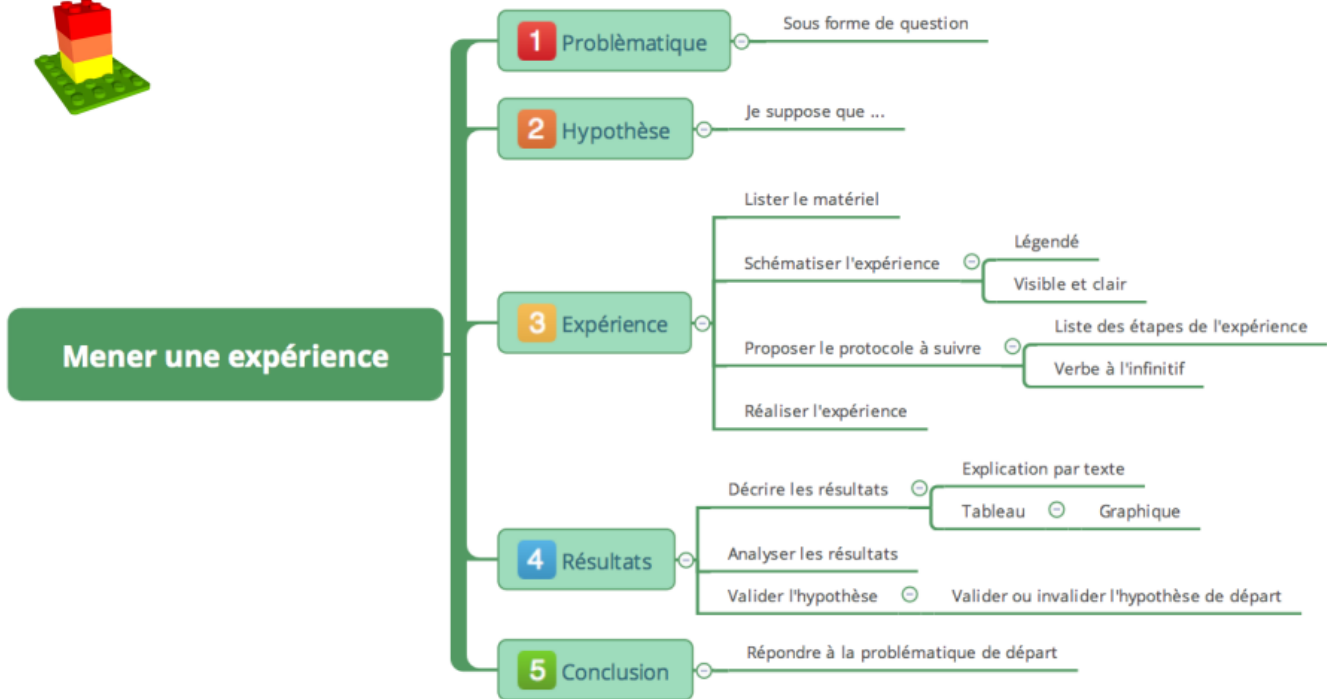 Mener une expérience
1 Problèmatique
Sous forme de question
2 Hypothèse
Je suppose que ...
3 Expérience
Lister le matériel
Schématiser l'expérience
Légendé
Visible et clair
Proposer le protocole à suivre
Liste des étapes de l'expérience
Verbe à l'infinitif
Réaliser l'expérience
4 Résultats
Décrire les résultats
Explication par texte
Tableau
Graphique
Analyser les résultats
Valider l'hypothèse
Valider ou invalider l'hypothèse de départ
5 Conclusion
Répondre à la problématique de départ